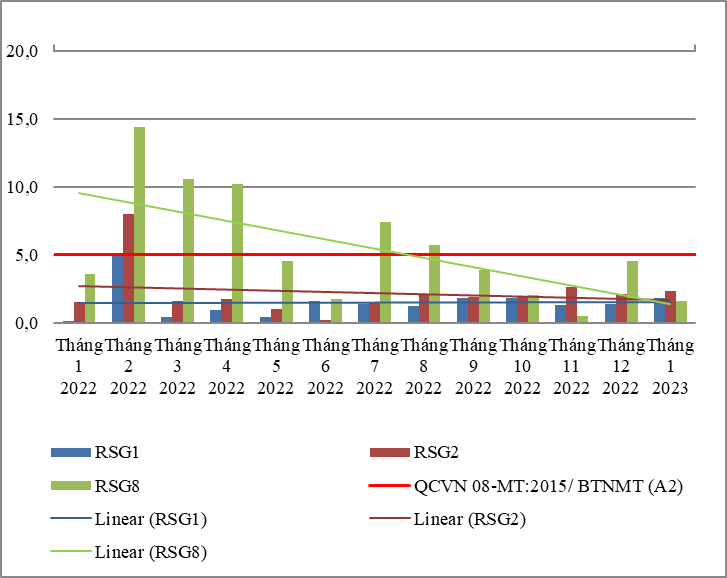 20,0
15,0
10,0
5,0
0,0
Tháng Tháng Tháng Tháng Tháng Tháng Tháng Tháng Tháng Tháng Tháng Tháng Tháng
1 2 3 4 5 6 7 8 9 10 11 12 1
2022 2022 2022 2022 2022 2022 2022 2022 2022 2022 2022 2022 2023
RSG1 RSG2
RSG8 QCVN 08-MT:2015/ BTNMT (A2)
Linear (RSG1) Linear (RSG2)
Linear (RSG8)